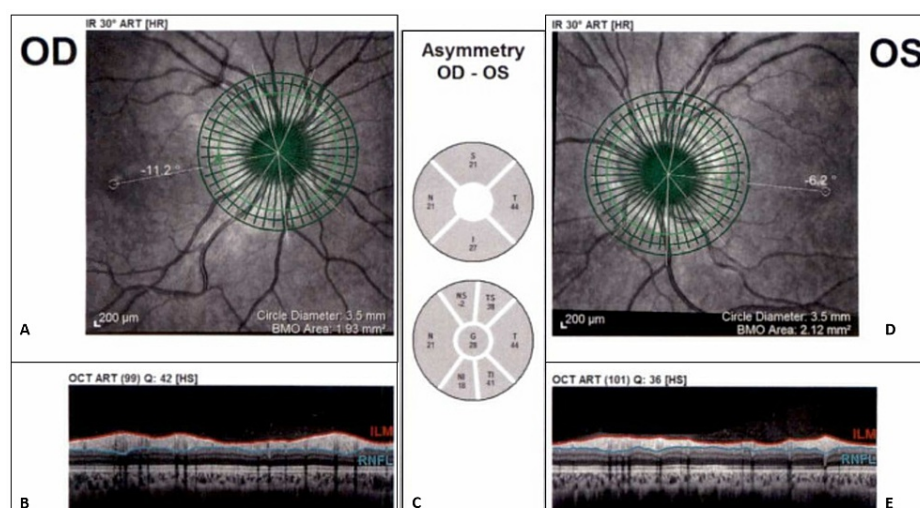 IR 30° ART [HR]
OD
-11.2 °
200 µm
Circle Diameter: 3.5 mm
BMO Area: 1.93 mm²
A
OCT ART (99) Q: 42 [HS]
ILM
RNFL
B
Asymmetry
OD - OS
S
21
N
21
T
44
I
27
NS
-2
TS
38
N
21
G
28
T
44
NI
18
TI
41
C
IR 30° ART [HR]
OS
-6.2 °
200 µm
Circle Diameter: 3.5 mm
BMO Area: 2.12 mm²
D
OCT ART (101) Q: 36 [HS]
ILM
RNFL
E